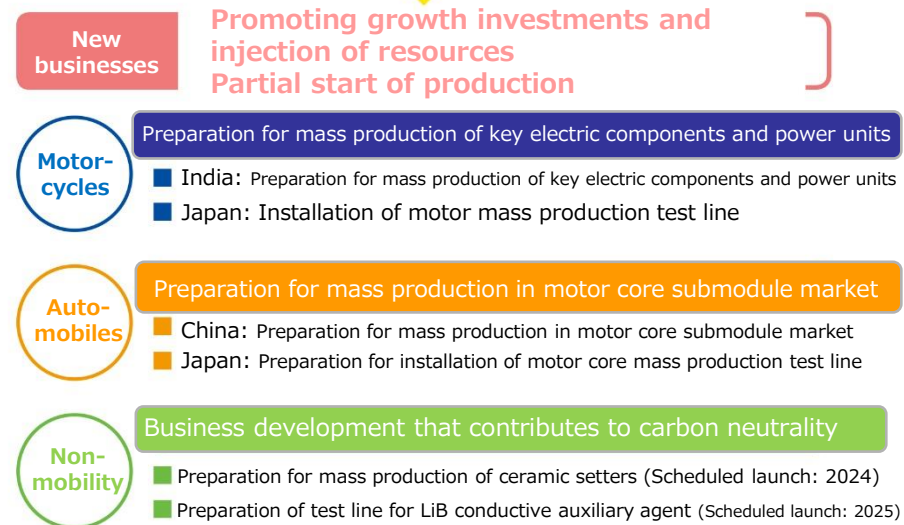 New
businesses
Promoting growth investments and
injection of resources
Partial start of production
Motor-
cycles
Preparation for mass production of key electric components and power units
India: Preparation for mass production of key electric components and power units
Japan: Installation of motor mass production test line
Auto-
mobiles
Preparation for mass production in motor core submodule market
China: Preparation for mass production in motor core submodule market
Japan: Preparation for installation of motor core mass production test line
Non-
mobility
Business development that contributes to carbon neutrality
Preparation for mass production of ceramic setters (Scheduled launch: 2024)
Preparation of test line for LiB conductive auxiliary agent (Scheduled launch: 2025)